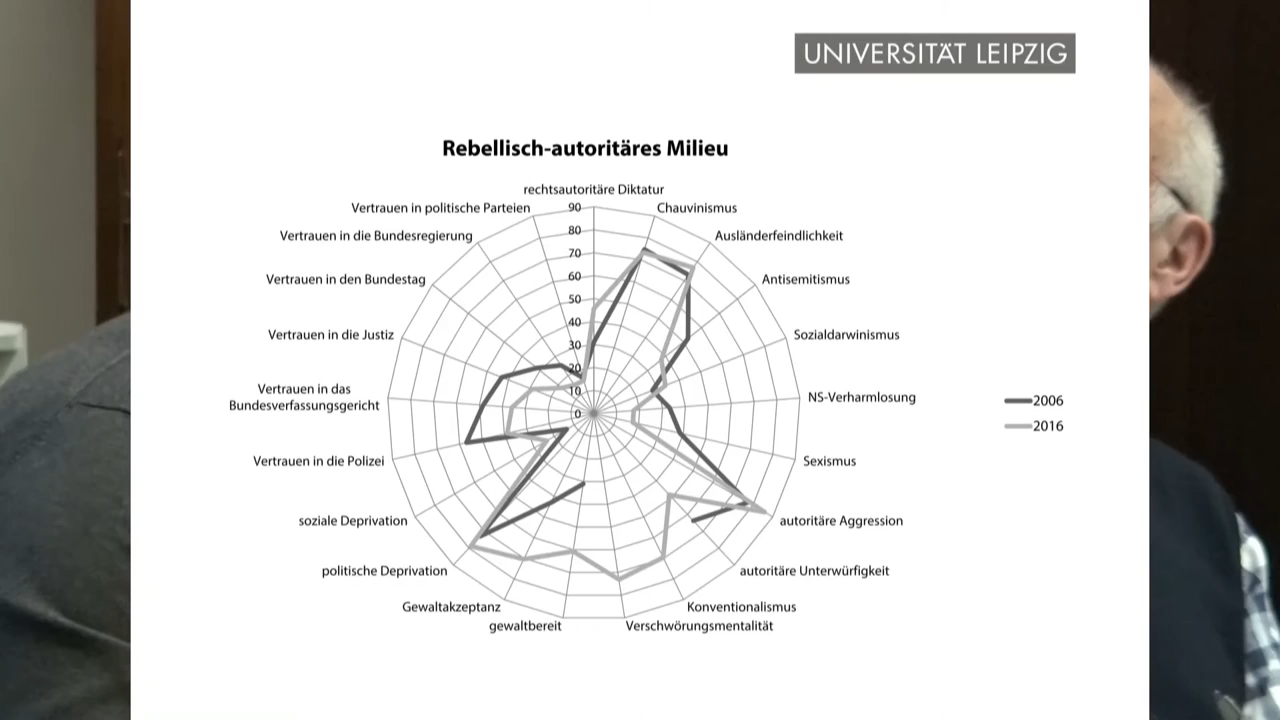 UNIVERSITÄT LEIPZIG
Rebellisch-autoritäres Milieu
rechtsautoritäre Diktatur
Chauvinismus
Ausländerfeindlichkeit
Antisemitismus
Sozialdarwinismus
NS-Verharmlosung
Sexismus
autoritäre Aggression
autoritäre Unterwürfigkeit
Konventionalismus
Verschwörungsmentalität
gewaltbereit
Gewaltakzeptanz
politische Deprivation
soziale Deprivation
Vertrauen in die Polizei
Vertrauen in das
Bundesverfassungsgericht
Vertrauen in die Justiz
Vertrauen in den Bundestag
Vertrauen in die Bundesregierung
Vertrauen in politische Parteien
90
80
70
60
50
40
30
20
10
0
2006
2016